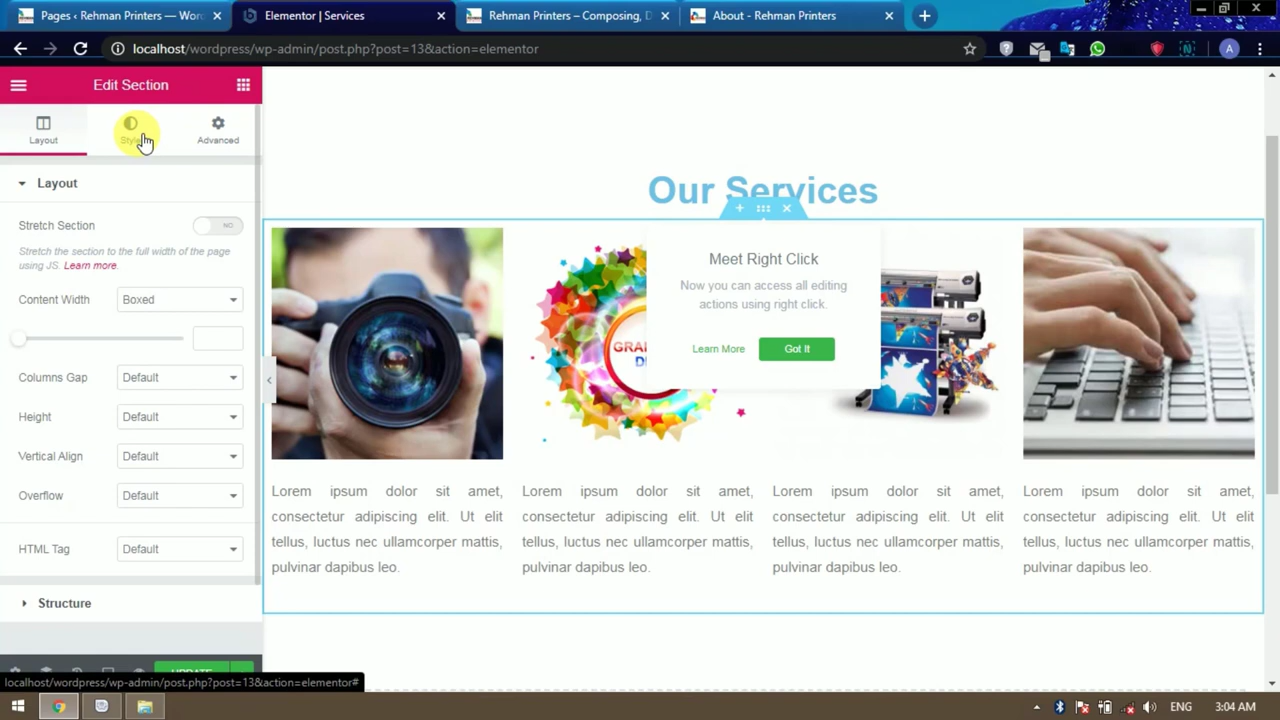 Pages ‹ Rehman Printers — Wor
Elementor | Services
Rehman Printers – Composing, D
About - Rehman Printers
localhost/wordpress/wp-admin/post.php?post=13&action=elementor
A
Edit Section
Layout
Style
Advanced
Layout
Stretch Section
NO
Stretch the section to the full width of the page
using JS. Learn more.
Content Width
Boxed
Columns Gap
Default
Height
Default
Vertical Align
Default
Overflow
Default
HTML Tag
Default
Structure
UPDATE
Our Services
Meet Right Click
Now you can access all editing
actions using right click.
Learn More
Got It
Lorem ipsum dolor sit amet,
consectetur adipiscing elit. Ut elit
tellus, luctus nec ullamcorper mattis,
pulvinar dapibus leo.
Lorem ipsum dolor sit amet,
consectetur adipiscing elit. Ut elit
tellus, luctus nec ullamcorper mattis,
pulvinar dapibus leo.
Lorem ipsum dolor sit amet,
consectetur adipiscing elit. Ut elit
tellus, luctus nec ullamcorper mattis,
pulvinar dapibus leo.
Lorem ipsum dolor sit amet,
consectetur adipiscing elit. Ut elit
tellus, luctus nec ullamcorper mattis,
pulvinar dapibus leo.
localhost/wordpress/wp-admin/post.php?post=13&action=elementor#
ENG
3:04 AM